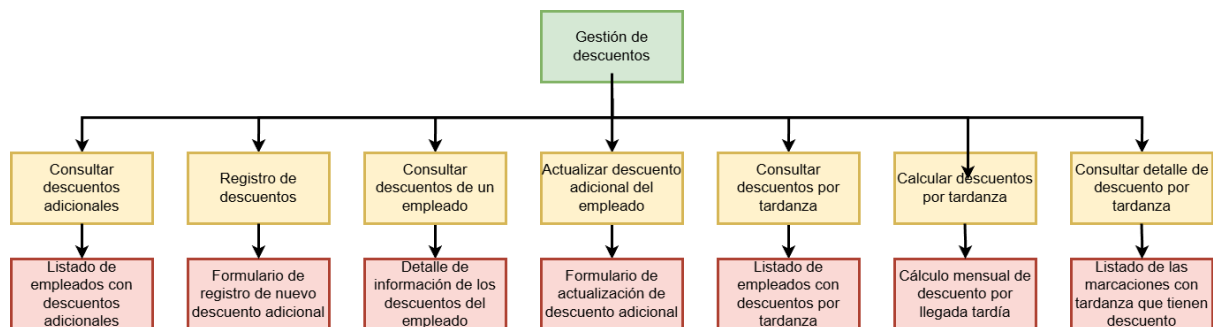 Gestión de
descuentos
Consultar
descuentos
adicionales
Registro de
descuentos
Consultar
descuentos de un
empleado
Actualizar descuento
adicional del
empleado
Consultar
descuentos por
tardanza
Calcular descuentos
por tardanza
Consultar detalle de
descuento por
tardanza
Listado de
empleados con
descuentos
adicionales
Formulario de
registro de nuevo
descuento adicional
Detalle de
información de los
descuentos del
empleado
Formulario de
actualización de
descuento adicional
Listado de
empleados con
descuentos por
tardanza
Cálculo mensual de
descuento por
llegada tardía
Listado de las
marcaciones con
tardanza que tienen
descuento